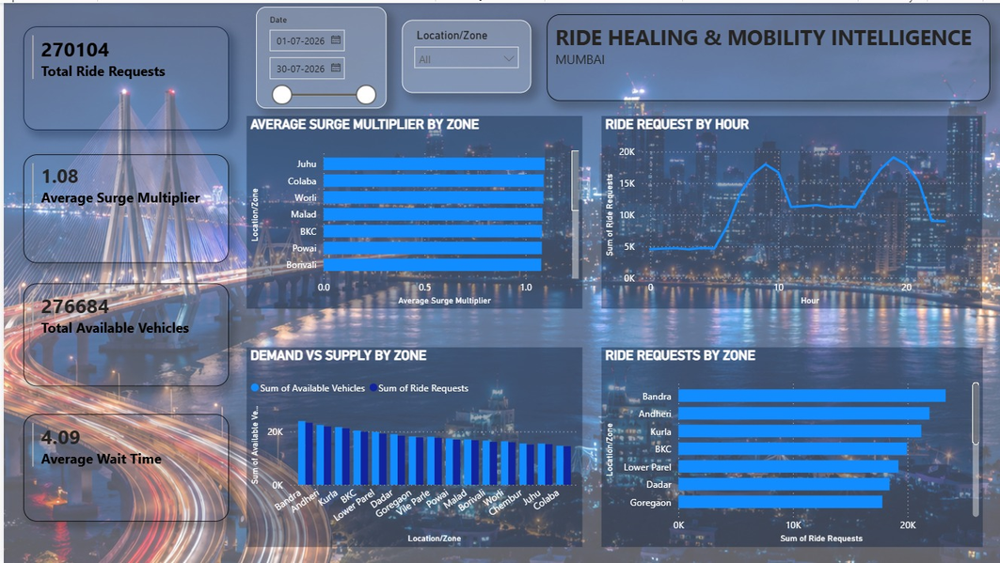 270104
Total Ride Requests
1.08
Average Surge Multiplier
276684
Total Available Vehicles
4.09
Average Wait Time
Date
01-07-2026
30-07-2026
Location/Zone
All
RIDE HEALING & MOBILITY INTELLIGENCE
MUMBAI
AVERAGE SURGE MULTIPLIER BY ZONE
Location/Zone
Juhu
Colaba
Worli
Malad
BKC
Powai
Borivali
0.0 0.5 1.0
Average Surge Multiplier
RIDE REQUEST BY HOUR
Sum of Ride Requests
20K
15K
10K
5K
0K
0 10 20
Hour
DEMAND VS SUPPLY BY ZONE
Sum of Available Vehicles Sum of Ride Requests
Sum of Available Ve...
20K
0K
Bandra Andheri Kurla BKC Lower Parel Dadar Goregaon Vile Parle Powai Malad Borivali Worli Chembur Juhu Colaba
Location/Zone
RIDE REQUESTS BY ZONE
Location/Zone
Bandra
Andheri
Kurla
BKC
Lower Parel
Dadar
Goregaon
0K 10K 20K
Sum of Ride Requests